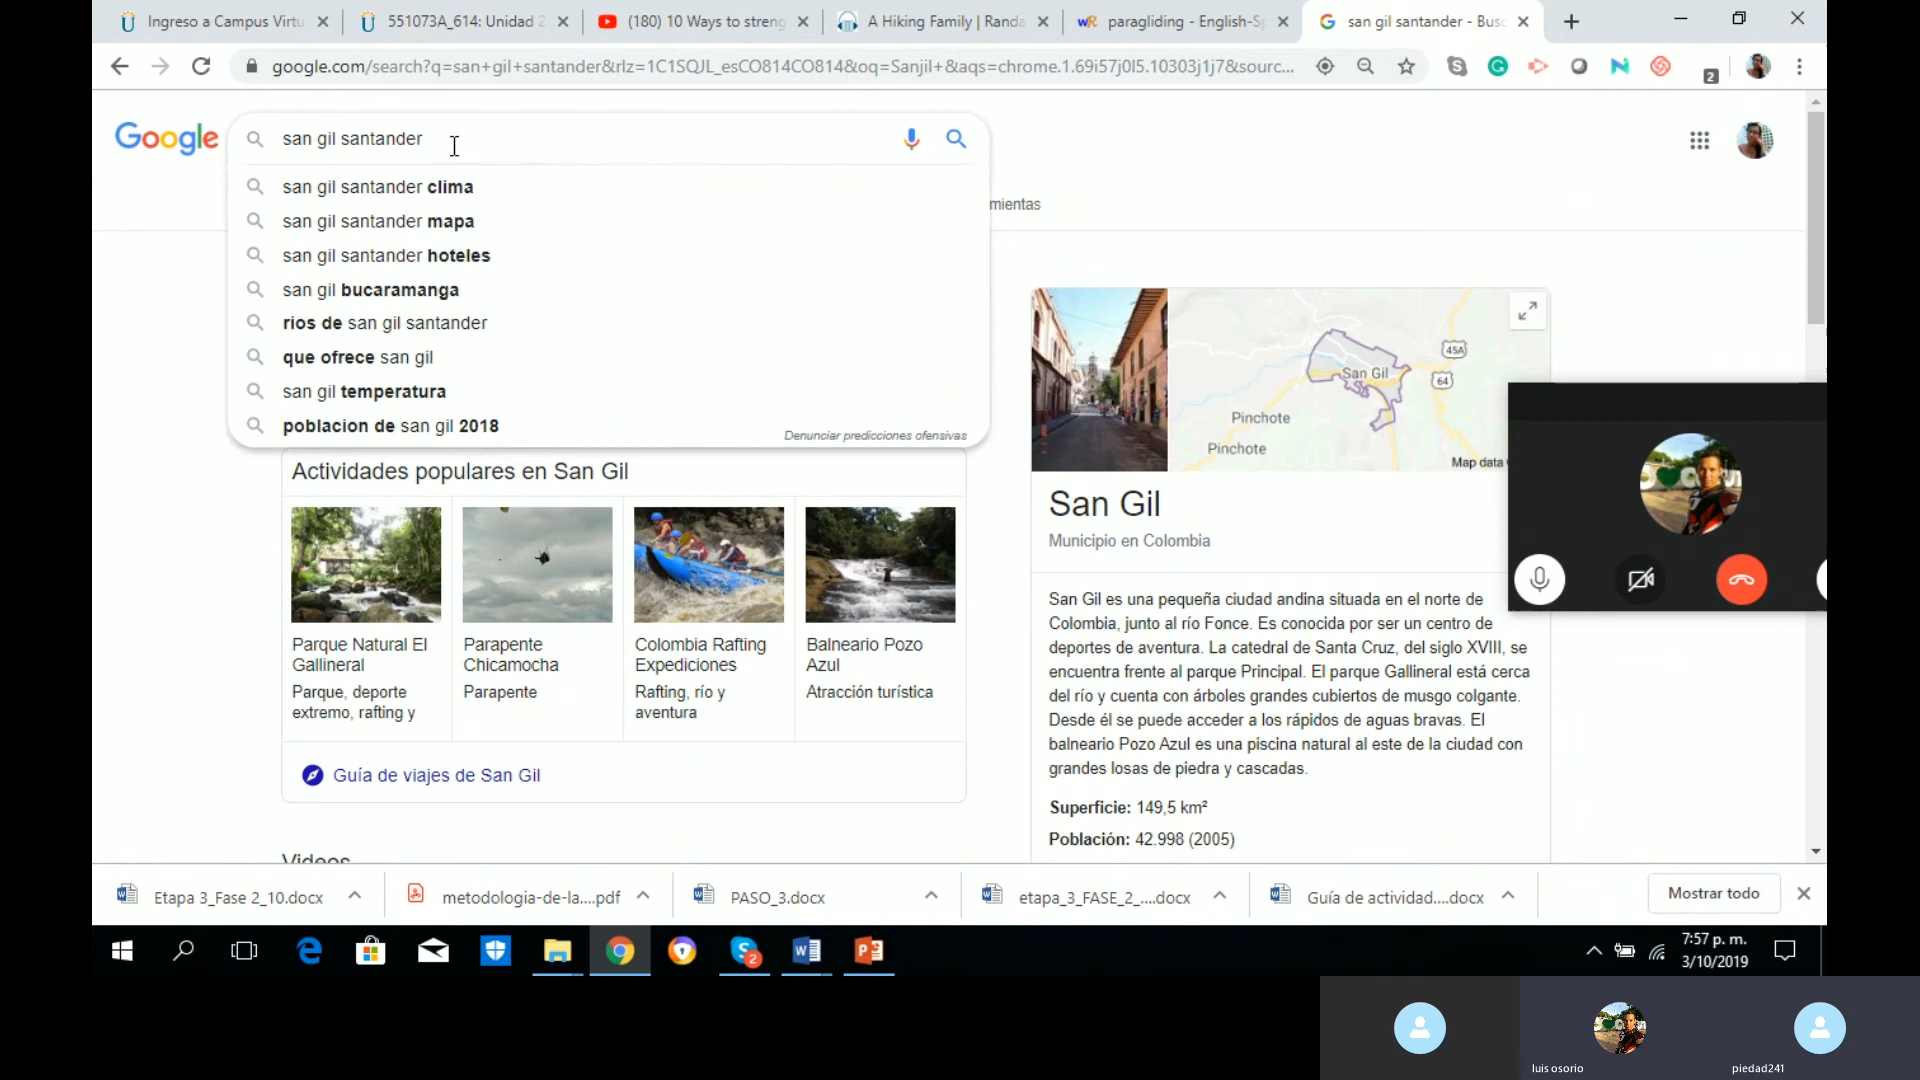 Ingreso a Campus Virtu
551073A_614: Unidad 2
(180) 10 Ways to streng
A Hiking Family | Randa
wR paragliding - English-Sp
san gil santander - Bus
google.com/search?q=san+gil+santander&rlz=1C1SQJL_esCO814CO814&oq=Sanjil+&aqs=chrome.1.69i57j0l5.10303j1j7&sourc...
2
Google
san gil santander
san gil santander clima
san gil santander mapa
san gil santander hoteles
san gil bucaramanga
rios de san gil santander
que ofrece san gil
san gil temperatura
poblacion de san gil 2018
Denunciar predicciones ofensivas
mientas
Actividades populares en San Gil
Parque Natural El
Gallineral
Parque, deporte
extremo, rafting y
Parapente
Chicamocha
Parapente
Colombia Rafting
Expediciones
Rafting, río y
aventura
Balneario Pozo
Azul
Atracción turística
Guía de viajes de San Gil
Videos
45A
64
San Gil
Pinchote
Pinchote
Map data
San Gil
Municipio en Colombia
San Gil es una pequeña ciudad andina situada en el norte de
Colombia, junto al río Fonce. Es conocida por ser un centro de
deportes de aventura. La catedral de Santa Cruz, del siglo XVIII, se
encuentra frente al parque Principal. El parque Gallineral está cerca
del río y cuenta con árboles grandes cubiertos de musgo colgante.
Desde él se puede acceder a los rápidos de aguas bravas. El
balneario Pozo Azul es una piscina natural al este de la ciudad con
grandes losas de piedra y cascadas.
Superficie: 149,5 km²
Población: 42.998 (2005)
Etapa 3_Fase 2_10.docx
metodologia-de-la....pdf
PASO_3.docx
etapa_3_FASE_2_....docx
Guía de actividad....docx
Mostrar todo
2
7:57 p. m.
3/10/2019
luis osorio
piedad241